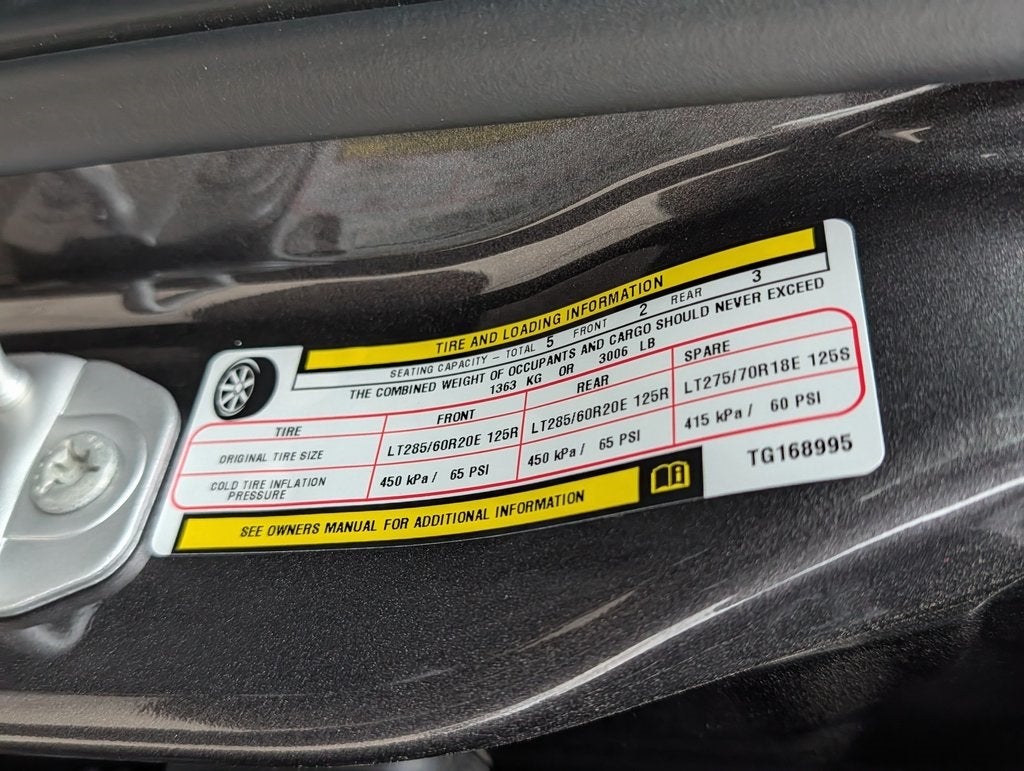 TIRE AND LOADING INFORMATION
SEATING CAPACITY - TOTAL 5 FRONT 2 REAR 3
THE COMBINED WEIGHT OF OCCUPANTS AND CARGO SHOULD NEVER EXCEED
1363 KG OR 3006 LB
TIRE FRONT REAR SPARE
ORIGINAL TIRE SIZE LT285/60R20E 125R LT285/60R20E 125R LT275/70R18E 125S
COLD TIRE INFLATION
PRESSURE 450 kPa / 65 PSI 450 kPa / 65 PSI 415 kPa / 60 PSI
SEE OWNERS MANUAL FOR ADDITIONAL INFORMATION
TG168995